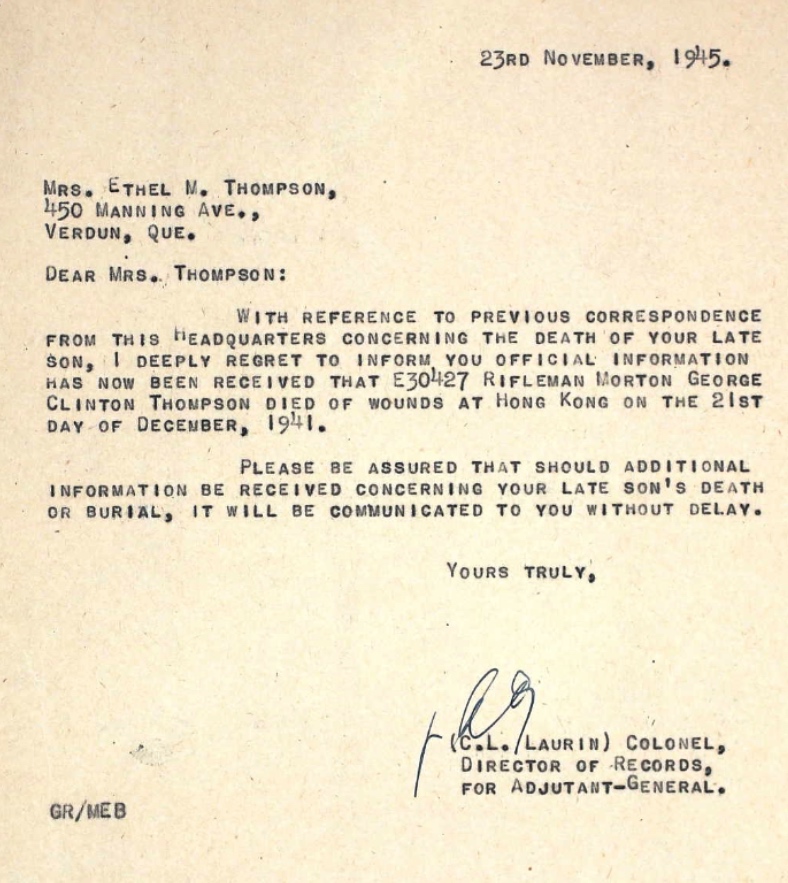 23RD NOVEMBER, 1945.
MRS. ETHEL M. THOMPSON,
450 MANNING AVE.,
VERDUN, QUE.
DEAR MRS. THOMPSON:
WITH REFERENCE TO PREVIOUS CORRESPONDENCE
FROM THIS HEADQUARTERS CONCERNING THE DEATH OF YOUR LATE
SON, I DEEPLY REGRET TO INFORM YOU OFFICIAL INFORMATION
HAS NOW BEEN RECEIVED THAT E30427 RIFLEMAN MORTON GEORGE
CLINTON THOMPSON DIED OF WOUNDS AT HONG KONG ON THE 21ST
DAY OF DECEMBER, 1941.
PLEASE BE ASSURED THAT SHOULD ADDITIONAL
INFORMATION BE RECEIVED CONCERNING YOUR LATE SON'S DEATH
OR BURIAL, IT WILL BE COMMUNICATED TO YOU WITHOUT DELAY.
YOURS TRULY,
(C.L. LAURIN) COLONEL,
DIRECTOR OF RECORDS,
FOR ADJUTANT-GENERAL.
GR/MEB